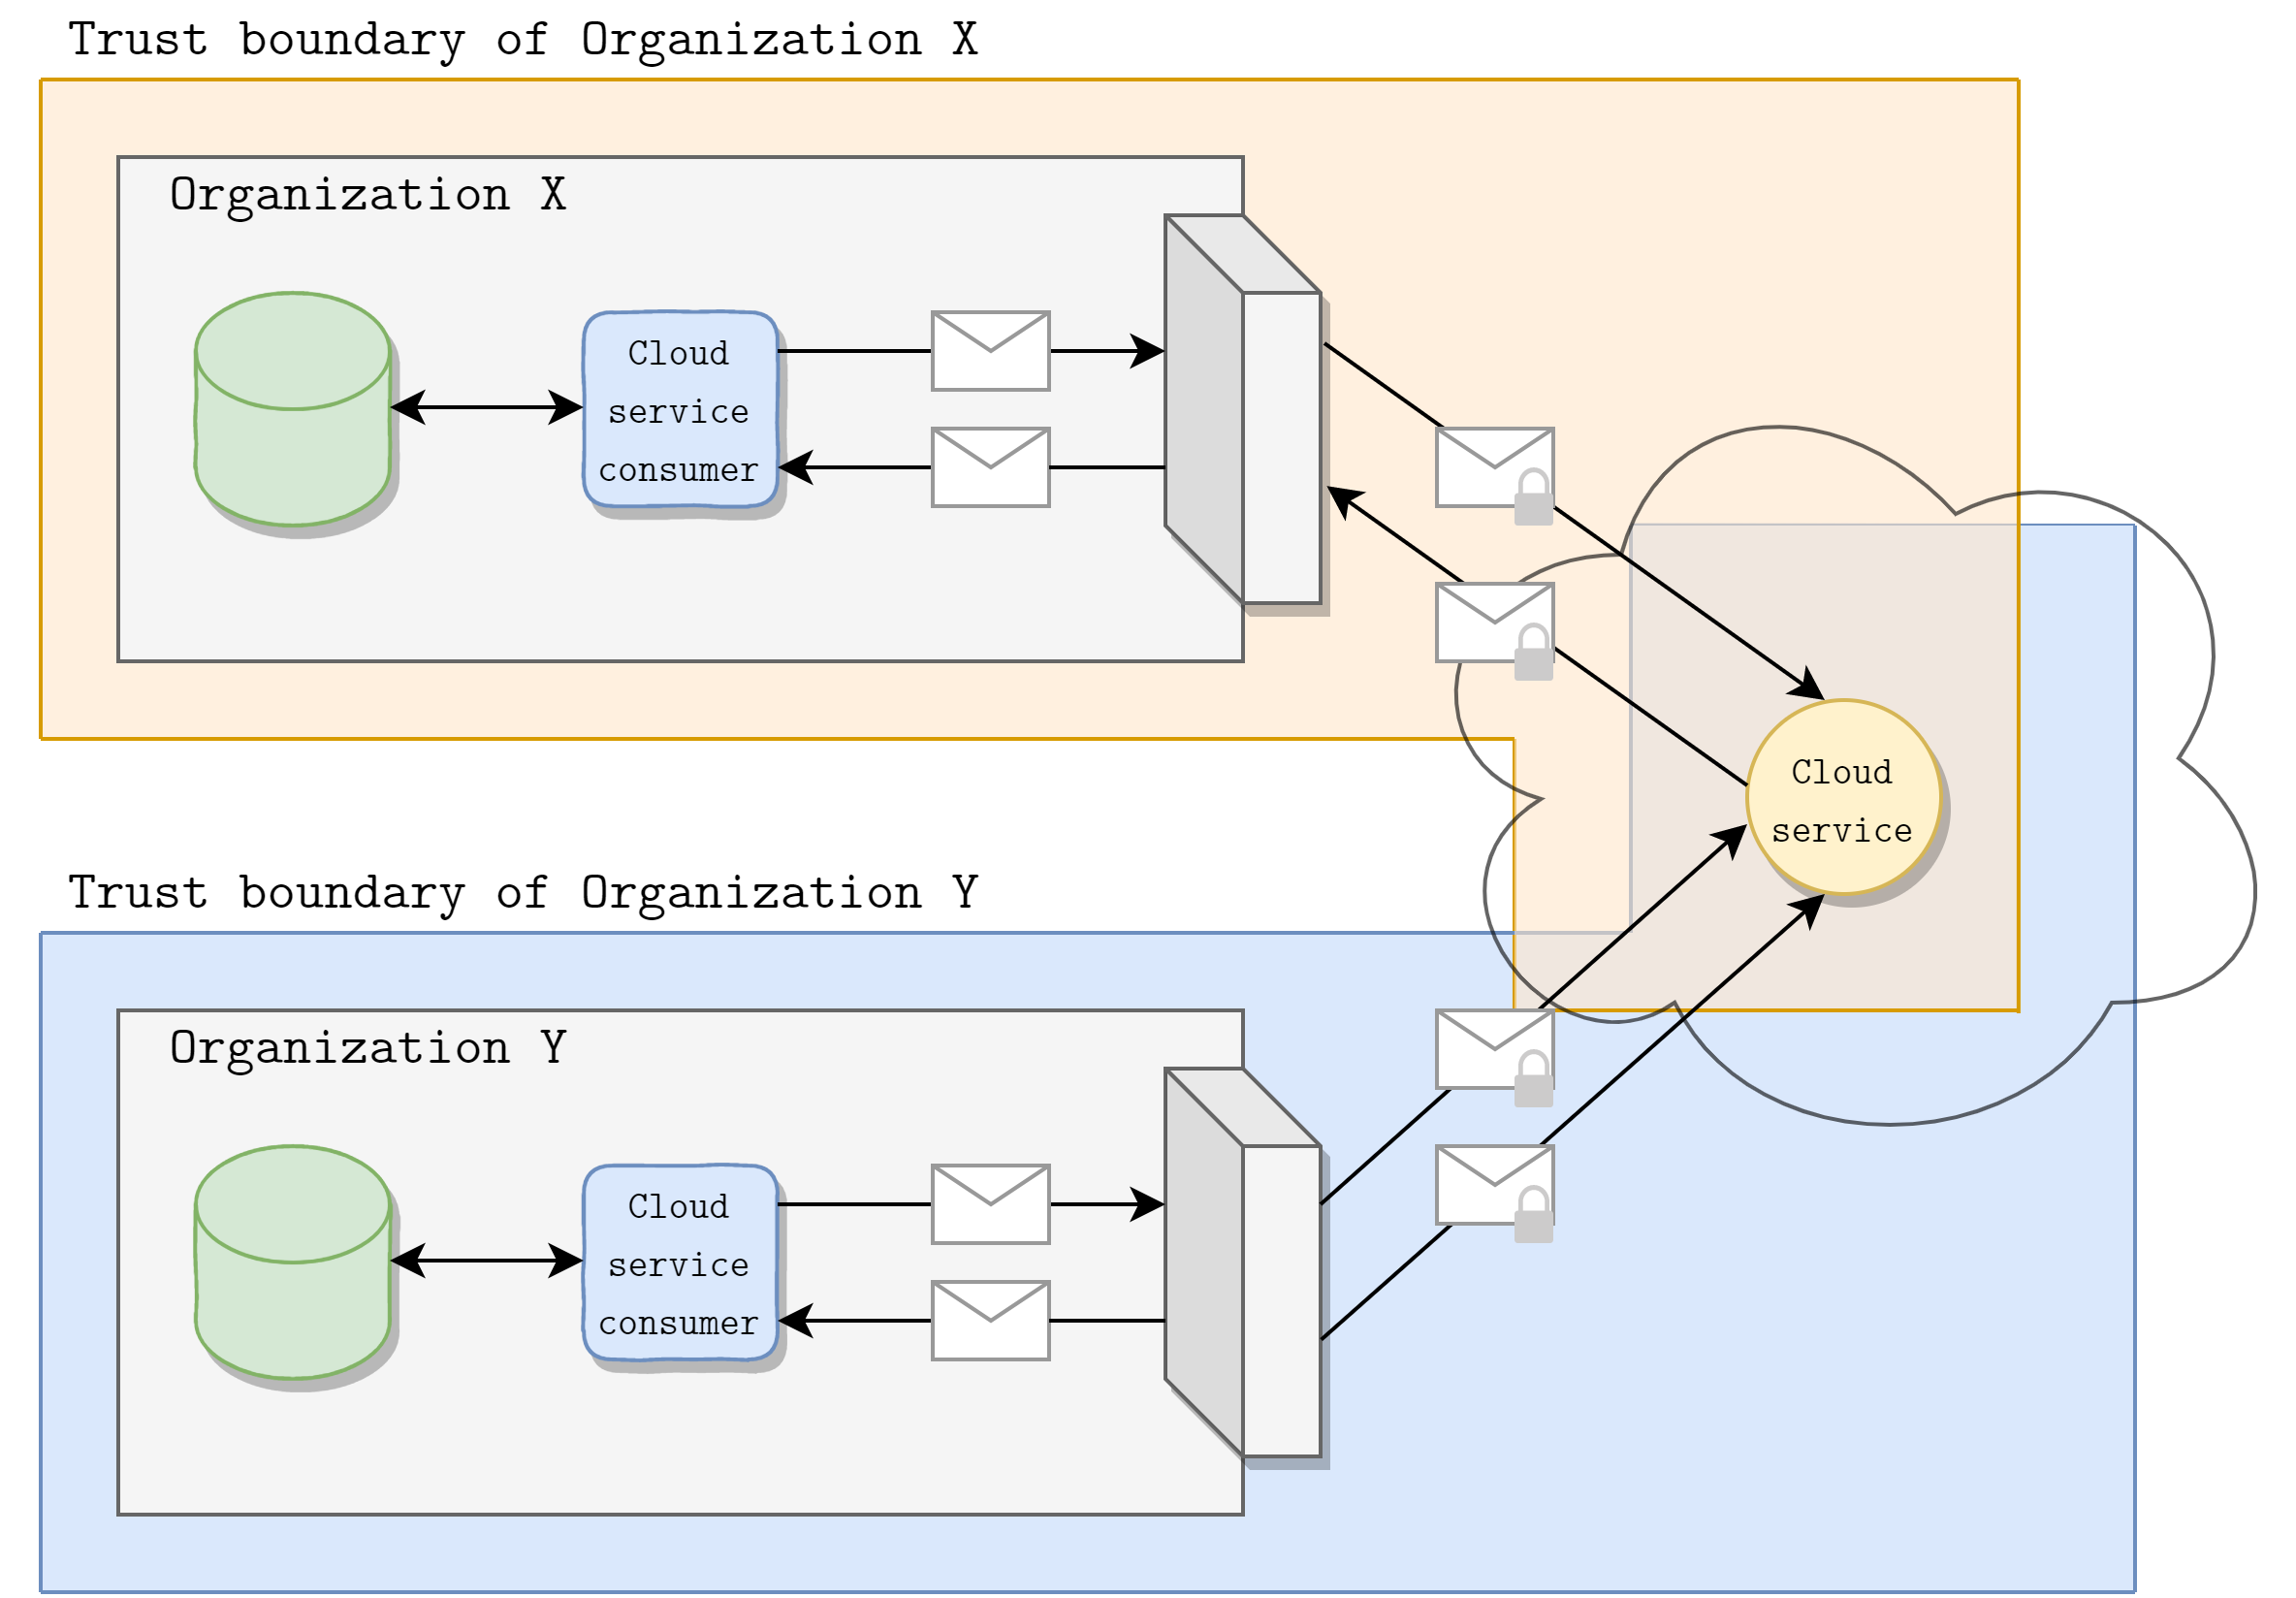 Trust boundary of Organization X
Organization X
Cloud
service
consumer
Cloud
service
Trust boundary of Organization Y
Organization Y
Cloud
service
consumer